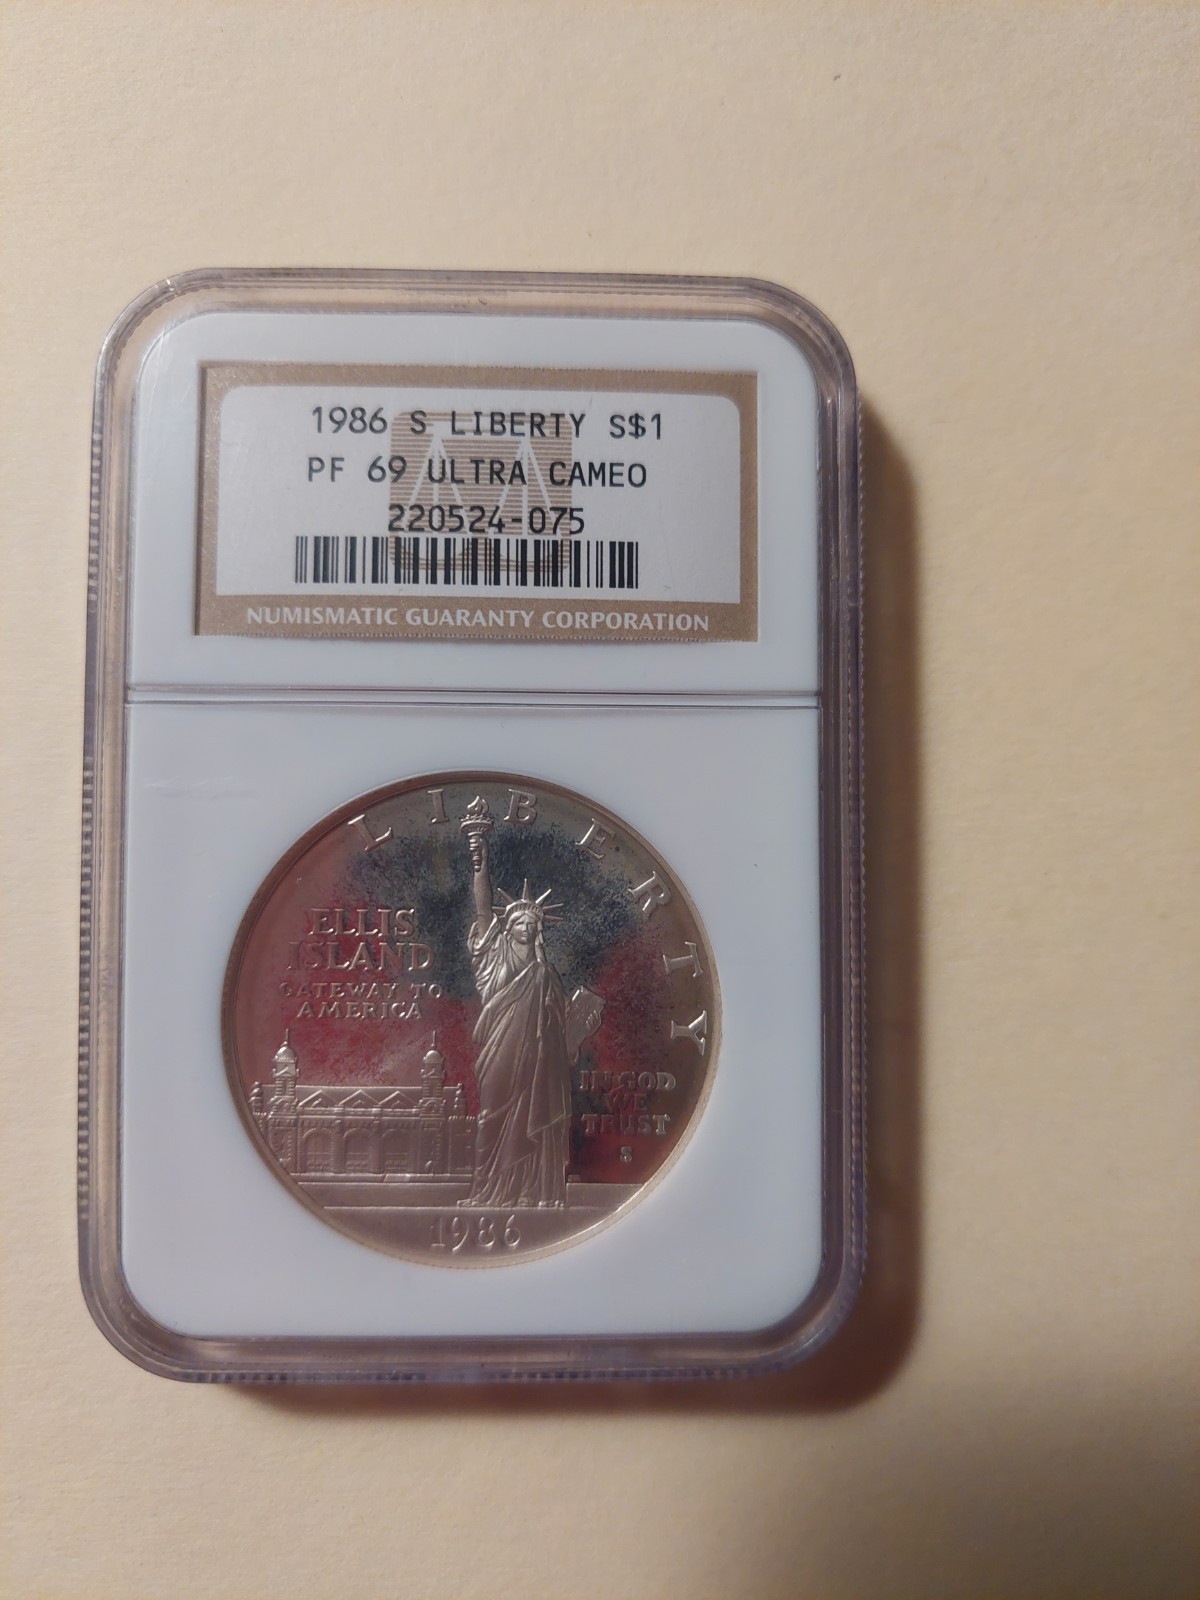 1986 S LIBERTY S$1
PF 69 ULTRA CAMEO
220524-075
NUMISMATIC GUARANTY CORPORATION
LIBERTY
ELLIS
ISLAND
GATEWAY TO
AMERICA
IN GOD
WE
TRUST
S
1986